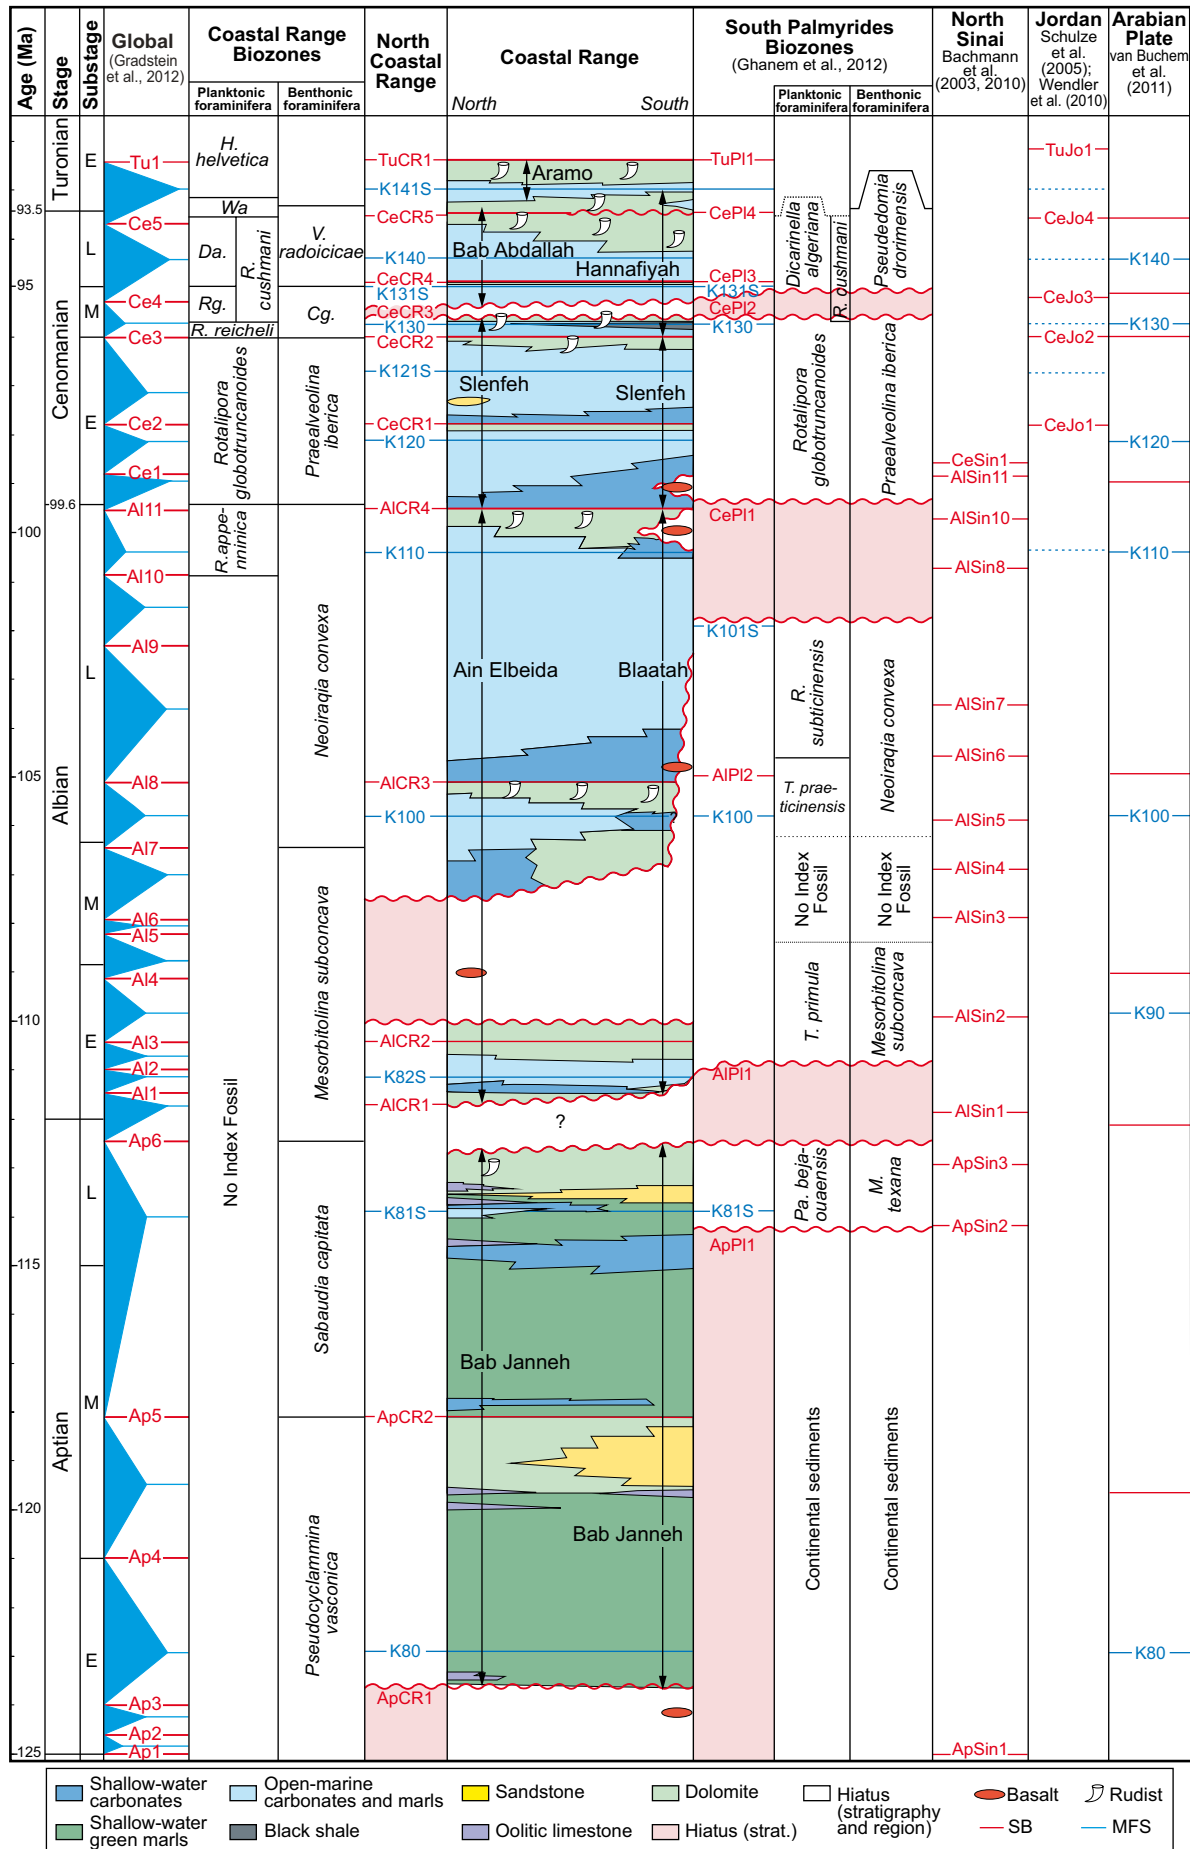 Age (Ma)
Stage
Substage
Global
(Gradstein
et al., 2012)
Coastal Range
Biozones
Planktonic
foraminifera
Benthonic
foraminifera
North
Coastal
Range
Coastal Range
North
South
South Palmyrides
Biozones
(Ghanem et al., 2012)
Planktonic
foraminifera
Benthonic
foraminifera
North
Sinai
Bachmann
et al.
(2003, 2010)
Jordan
Schulze
et al.
(2005);
Wendler
et al. (2010)
Arabian
Plate
van Buchem
et al.
(2011)
93.5
95
99.6
100
105
110
115
120
125
Turonian
Cenomanian
Albian
Aptian
E
L
M
E
L
M
E
L
M
E
Tu1
Ce5
Ce4
Ce3
Ce2
Ce1
Al11
Al10
Al9
Al8
Al7
Al6
Al5
Al4
Al3
Al2
Al1
Ap6
Ap5
Ap4
Ap3
Ap2
Ap1
H.
helvetica
Wa
Da.
R.
cushmani
Rg.
R. reicheli
Rotalipora
globotruncanoides
R.appe-
nninica
No Index Fossil
V.
radoicicae
Cg.
Praealveolina
iberica
Neoiraqia convexa
Mesorbitolina subconcava
Sabaudia capitata
Pseudocyclammina
vasconica
TuCR1
K141S
CeCR5
K140
CeCR4
K131S
CeCR3
K130
CeCR2
K121S
CeCR1
K120
AlCR4
K110
AlCR3
K100
AlCR2
K82S
AlCR1
K81S
ApCR2
K80
ApCR1
Aramo
Bab Abdallah
Hannafiyah
Slenfeh
Slenfeh
Ain Elbeida
Blaatah
?
?
Bab Janneh
Bab Janneh
TuPl1
CePl4
CePl3
K131S
CePl2
K130
CePl1
K101S
AlPl2
K100
AlPl1
K81S
ApPl1
Dicarinella
algeriana
R. cushmani
Rotalipora
globotruncanoides
R.
subticinensis
T. prae-
ticinensis
No Index
Fossil
T. primula
Pa. beja-
ouaensis
Continental sediments
Pseudedomia
drorimensis
Praealveolina iberica
Neoiraqia convexa
No Index
Fossil
Mesorbitolina
subconcava
M.
texana
Continental sediments
CeSin1
AlSin11
AlSin10
AlSin8
AlSin7
AlSin6
AlSin5
AlSin4
AlSin3
AlSin2
AlSin1
ApSin3
ApSin2
ApSin1
TuJo1
CeJo4
CeJo3
CeJo2
CeJo1
K140
K130
K120
K110
K100
K90
K80
Shallow-water
carbonates
Open-marine
carbonates and marls
Sandstone
Dolomite
Hiatus
(stratigraphy
and region)
Basalt
Rudist
Shallow-water
green marls
Black shale
Oolitic limestone
Hiatus (strat.)
SB
MFS